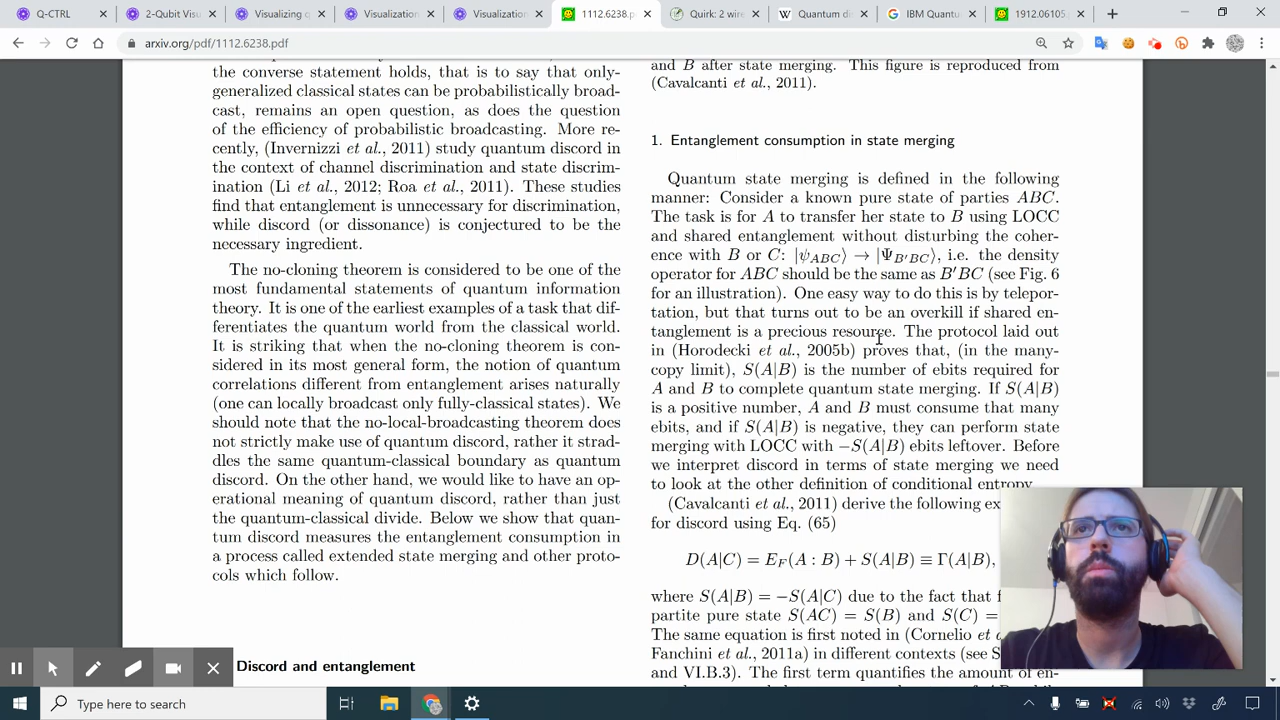 Q-CTRL
2-Qubit Visu
Visualizing q
Visualization
Visualization
1112.6238.p
Quirk: 2 wire
Quantum di
IBM Quantu
1912.06105.
arxiv.org/pdf/1112.6238.pdf
the converse statement holds, that is to say that only-
generalized classical states can be probabilistically broad-
cast, remains an open question, as does the question
of the efficiency of probabilistic broadcasting. More re-
cently, (Invernizzi et al., 2011) study quantum discord in
the context of channel discrimination and state discrim-
ination (Li et al., 2012; Roa et al., 2011). These studies
find that entanglement is unnecessary for discrimination,
while discord (or dissonance) is conjectured to be the
necessary ingredient.
The no-cloning theorem is considered to be one of the
most fundamental statements of quantum information
theory. It is one of the earliest examples of a task that dif-
ferentiates the quantum world from the classical world.
It is striking that when the no-cloning theorem is con-
sidered in its most general form, the notion of quantum
correlations different from entanglement arises naturally
(one can locally broadcast only fully-classical states). We
should note that the no-local-broadcasting theorem does
not strictly make use of quantum discord, rather it strad-
dles the same quantum-classical boundary as quantum
discord. On the other hand, we would like to have an op-
erational meaning of quantum discord, rather than just
the quantum-classical divide. Below we show that quan-
tum discord measures the entanglement consumption in
a process called extended state merging and other proto-
cols which follow.
Discord and entanglement
and B after state merging. This figure is reproduced from
(Cavalcanti et al., 2011).
1. Entanglement consumption in state merging
Quantum state merging is defined in the following
manner: Consider a known pure state of parties ABC.
The task is for A to transfer her state to B using LOCC
and shared entanglement without disturbing the coher-
ence with B or C: |ψABC⟩ → |ΨB′BC⟩, i.e. the density
operator for ABC should be the same as B′BC (see Fig. 6
for an illustration). One easy way to do this is by telepor-
tation, but that turns out to be an overkill if shared en-
tanglement is a precious resource. The protocol laid out
in (Horodecki et al., 2005b) proves that, (in the many-
copy limit), S(A|B) is the number of ebits required for
A and B to complete quantum state merging. If S(A|B)
is a positive number, A and B must consume that many
ebits, and if S(A|B) is negative, they can perform state
merging with LOCC with −S(A|B) ebits leftover. Before
we interpret discord in terms of state merging we need
to look at the other definition of conditional entropy.
(Cavalcanti et al., 2011) derive the following ex
for discord using Eq. (65)
D(A|C) = EF(A : B) + S(A|B) ≡ Γ(A|B),
where S(A|B) = −S(A|C) due to the fact that f
partite pure state S(AC) = S(B) and S(C) =
The same equation is first noted in (Cornelio et a
Fanchini et al., 2011a) in different contexts (see S
and VI.B.3). The first term quantifies the amount of en-
Type here to search